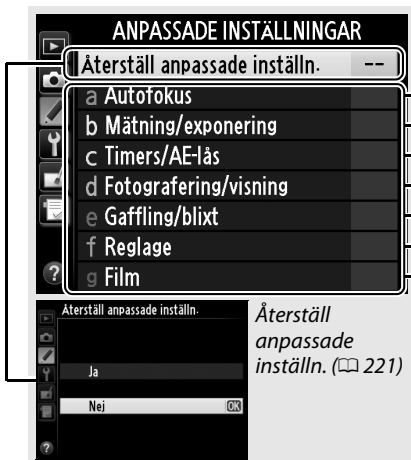 ANPASSADE INSTÄLLNINGAR
Återställ anpassade inställn. --
a Autofokus
b Mätning/exponering
c Timers/AE-lås
d Fotografering/visning
e Gaffling/blixt
f Reglage
g Film
?
Återställ anpassade inställn.
Ja
Nej OK
?
Återställ
anpassade
inställn. (🕮 221)